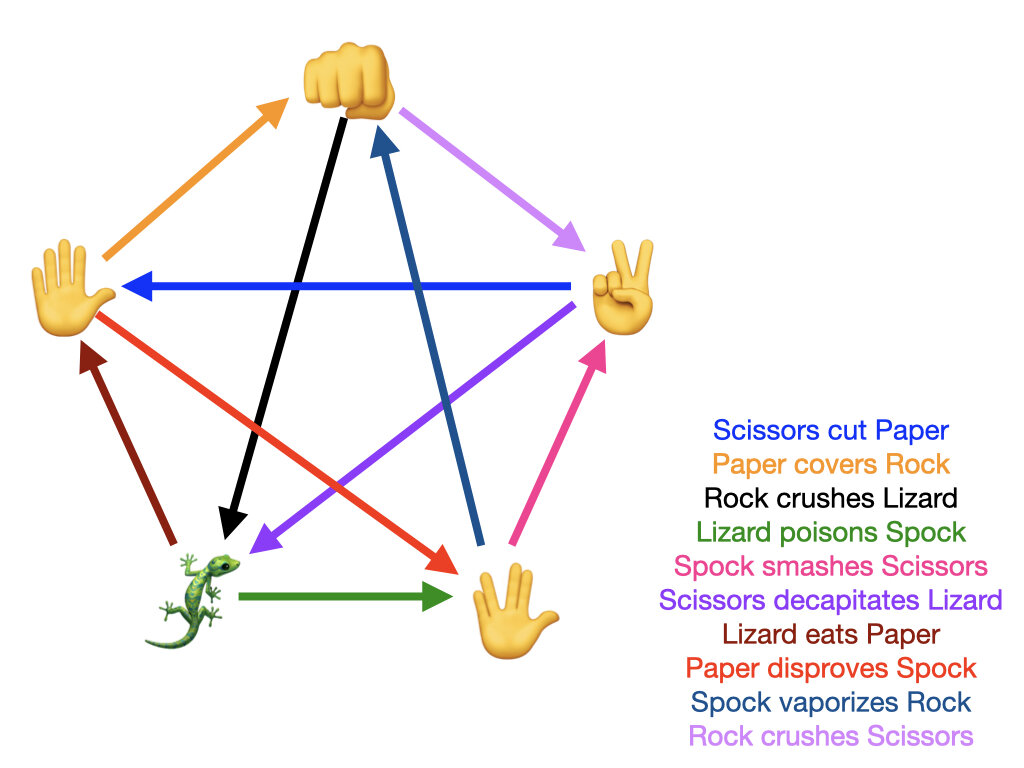 Scissors cut Paper
Paper covers Rock
Rock crushes Lizard
Lizard poisons Spock
Spock smashes Scissors
Scissors decapitates Lizard
Lizard eats Paper
Paper disproves Spock
Spock vaporizes Rock
Rock crushes Scissors